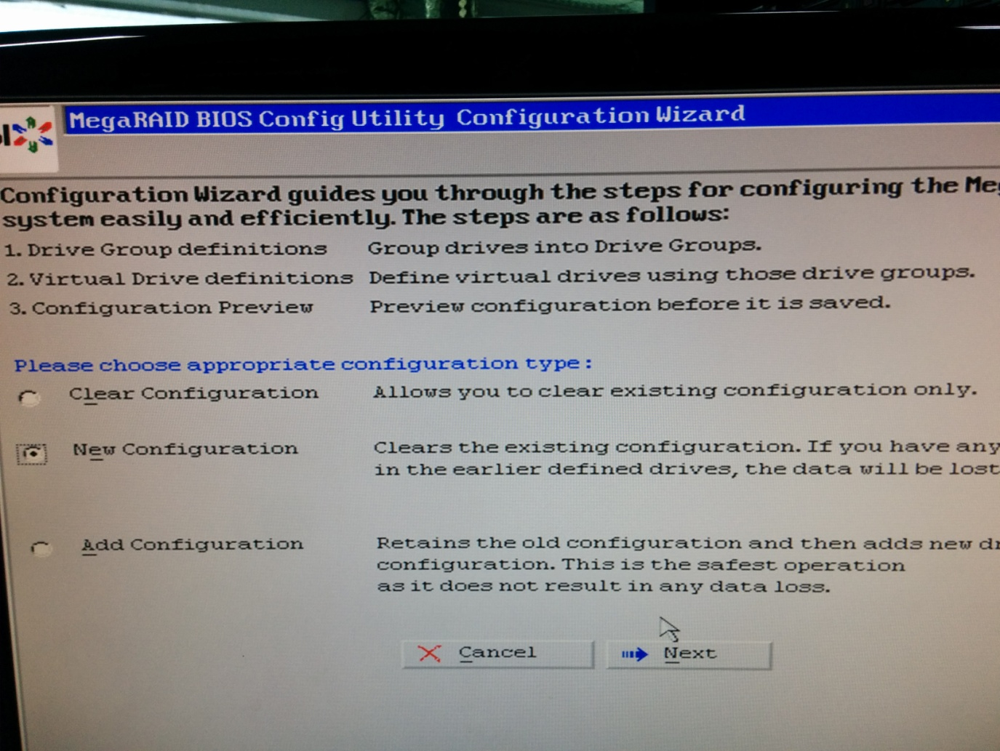 MegaRAID BIOS Config Utility Configuration Wizard
Configuration Wizard guides you through the steps for configuring the
system easily and efficiently. The steps are as follows:
1. Drive Group definitions Group drives into Drive Groups.
2. Virtual Drive definitions Define virtual drives using those drive groups.
3. Configuration Preview Preview configuration before it is saved.
Please choose appropriate configuration type:
Clear Configuration Allows you to clear existing configuration only.
New Configuration Clears the existing configuration. If you have any
in the earlier defined drives, the data will be lost
Add Configuration Retains the old configuration and then adds new
configuration. This is the safest operation
as it does not result in any data loss.
Cancel Next